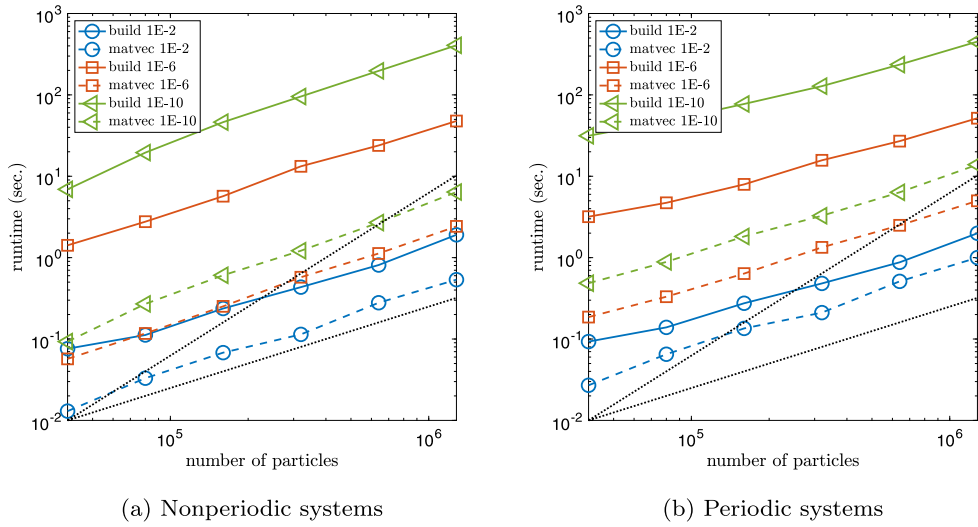 10^3
10^2
10^1
10^0
10^-1
10^-2
runtime (sec.)
build 1E-2
matvec 1E-2
build 1E-6
matvec 1E-6
build 1E-10
matvec 1E-10
10^5
10^6
number of particles
(a) Nonperiodic systems
10^3
10^2
10^1
10^0
10^-1
10^-2
runtime (sec.)
build 1E-2
matvec 1E-2
build 1E-6
matvec 1E-6
build 1E-10
matvec 1E-10
10^5
10^6
number of particles
(b) Periodic systems